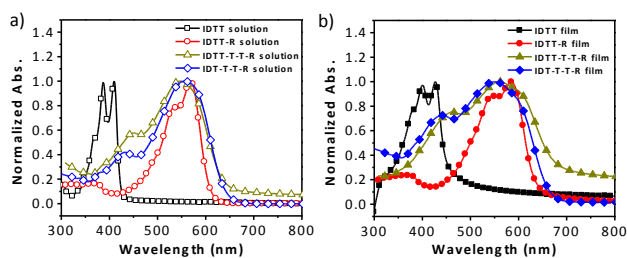 a)
IDTT solution
IDTT-R solution
IDTT-T-T-R solution
IDT-T-T-R solution
Normalized Abs.
1.4
1.2
1.0
0.8
0.6
0.4
0.2
0.0
300 400 500 600 700 800
Wavelength (nm)
b)
IDTT film
IDTT-R film
IDTT-T-T-R film
IDT-T-T-R film
Normalized Abs.
1.4
1.2
1.0
0.8
0.6
0.4
0.2
0.0
300 400 500 600 700 800
Wavelength (nm)